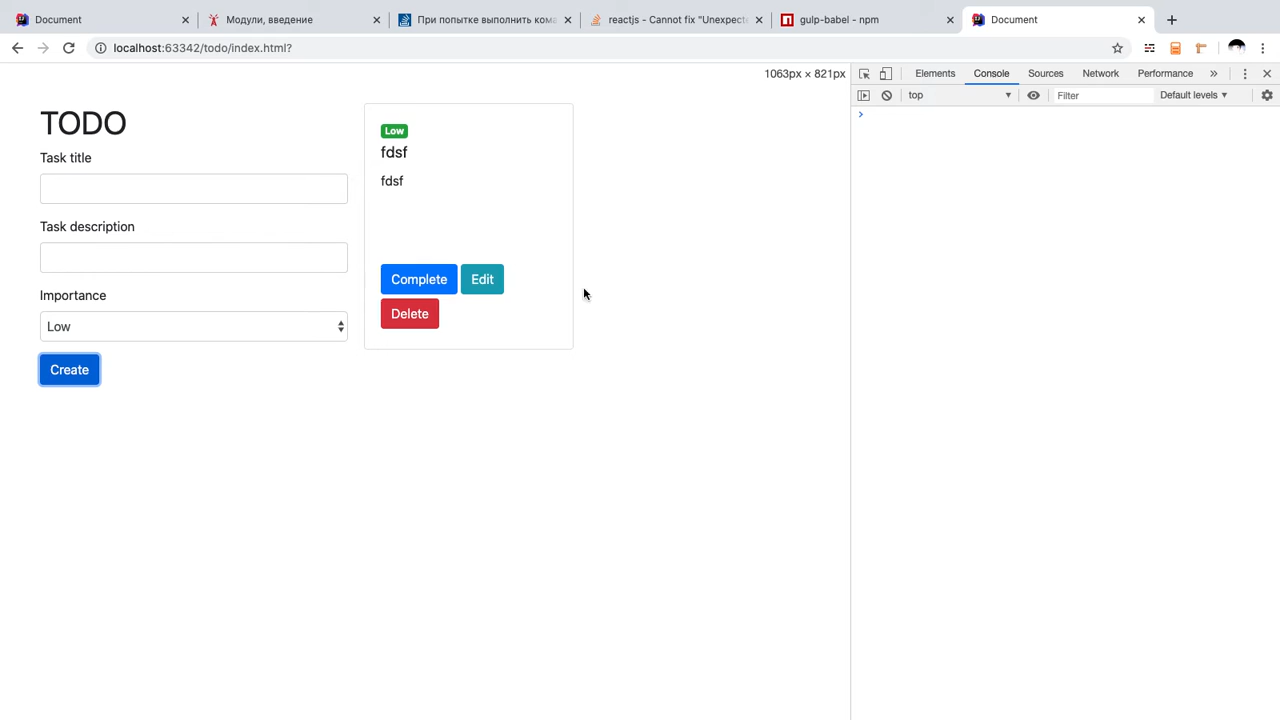 Document
Модули, введение
При попытке выполнить кома
reactjs - Cannot fix "Unexpecte
gulp-babel - npm
Document
localhost:63342/todo/index.html?
1063px × 821px
Elements
Console
Sources
Network
Performance
top
Filter
Default levels
TODO
Task title
Task description
Importance
Low
Create
Low
fdsf
fdsf
Complete
Edit
Delete